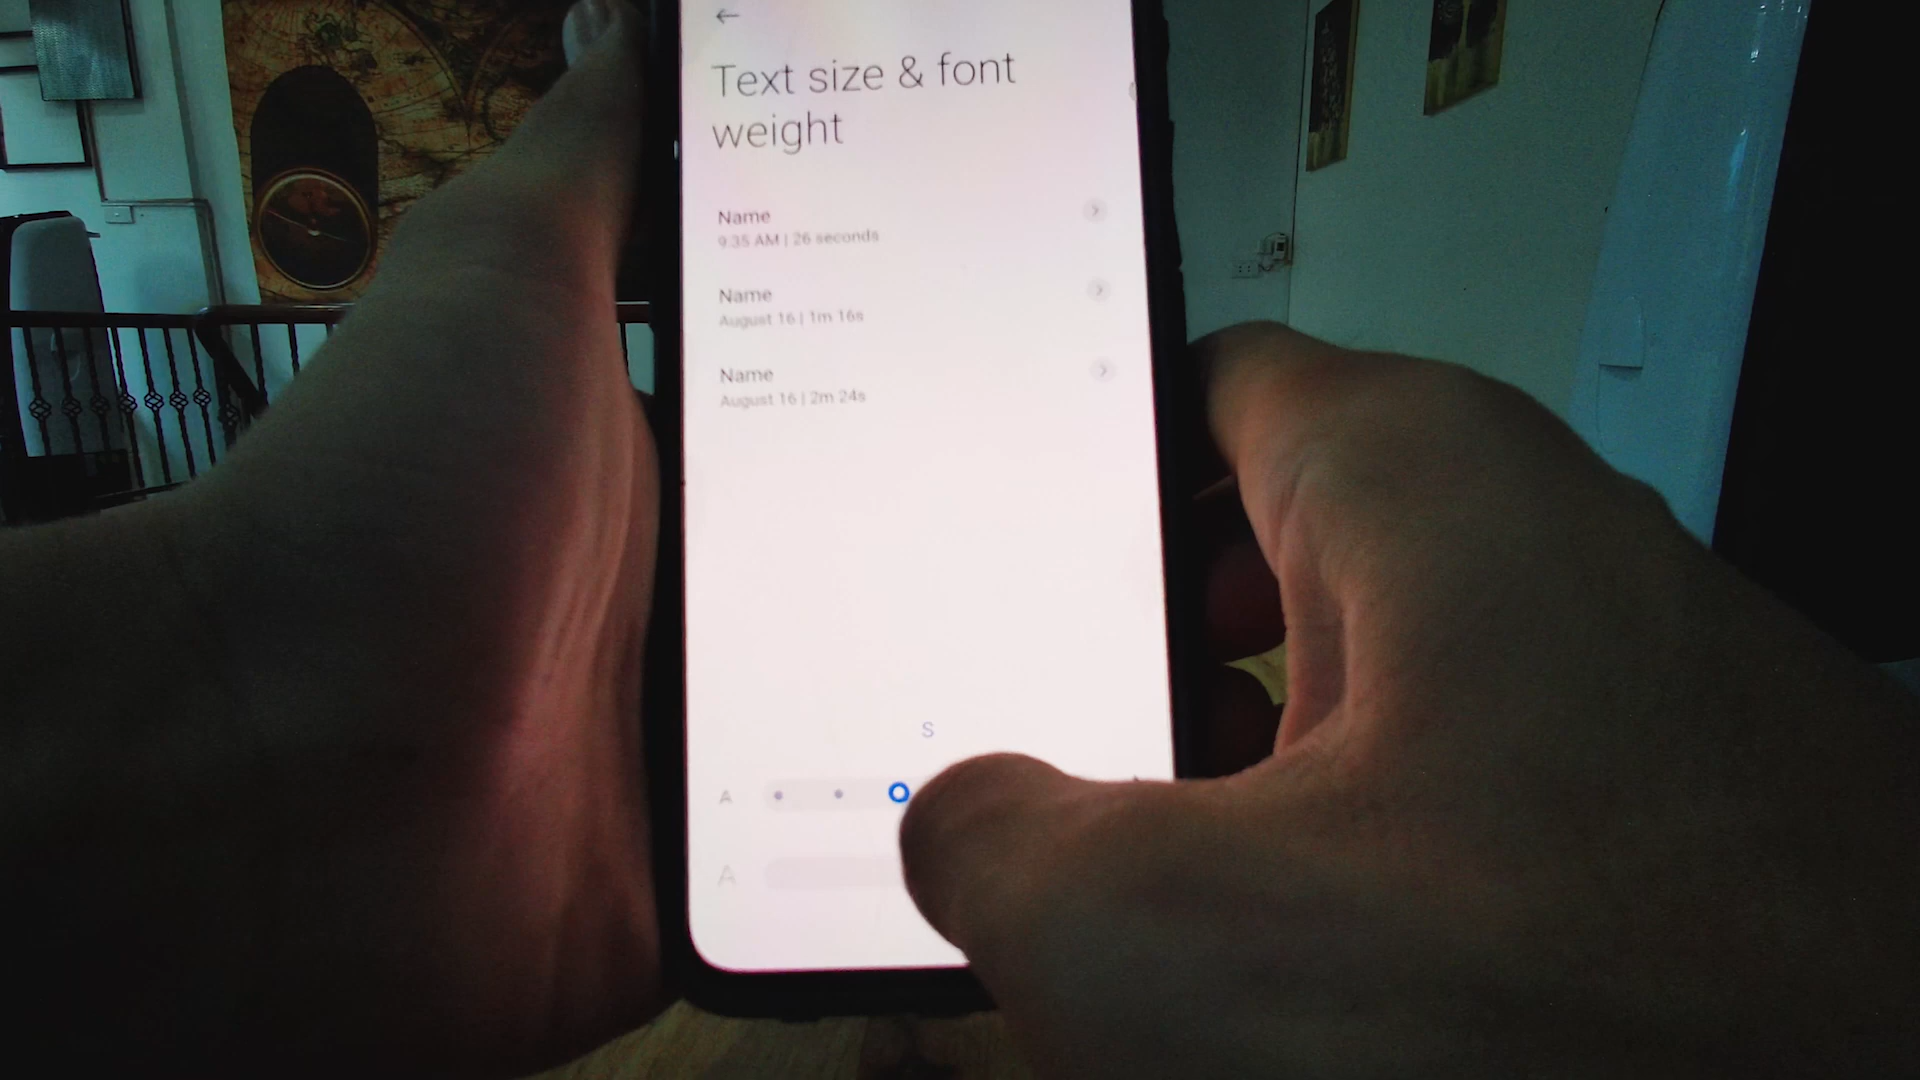 Text size & font
weight
Name
9:35 AM | 26 seconds
Name
August 16 | 1m 16s
Name
August 16 | 2m 24s
S
A
A